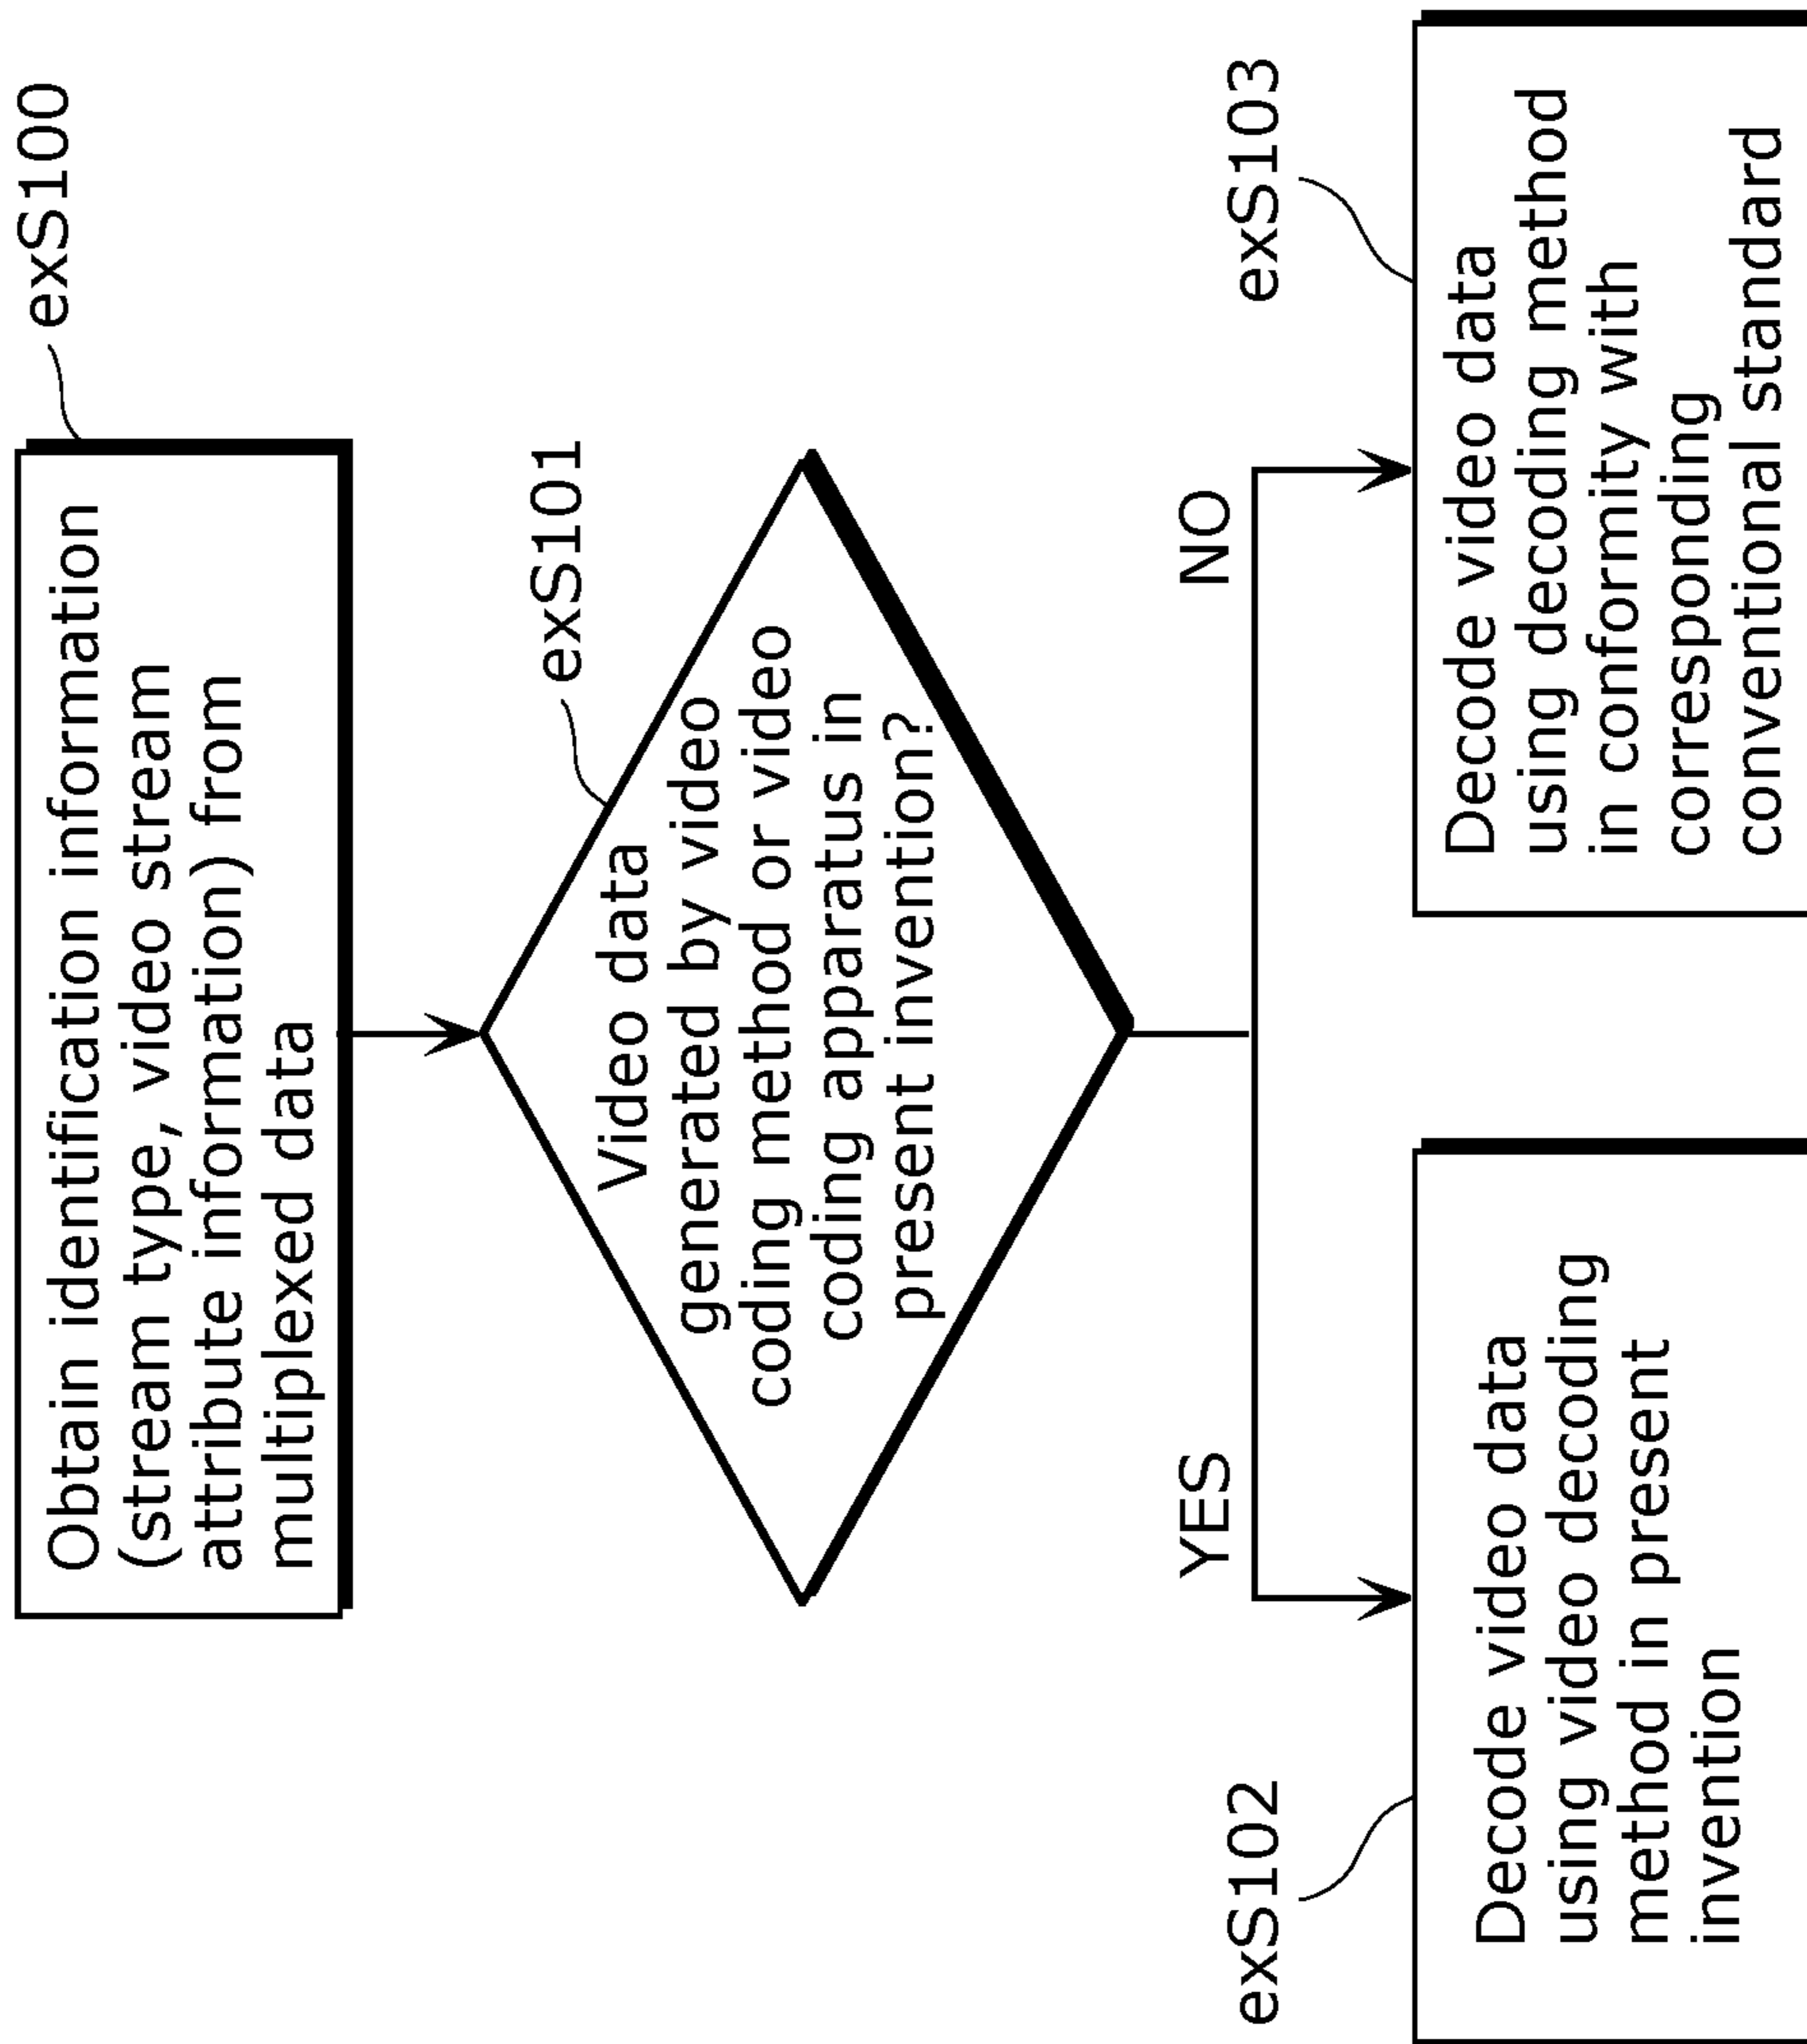 exS100
Obtain identification information
(stream type, video stream
attribute information) from
multiplexed data
exS101
Video data
generated by video
coding method or video
coding apparatus in
present invention?
YES
NO
exS102
Decode video data
using video decoding
method in present
invention
exS103
Decode video data
using decoding method
in conformity with
corresponding
conventional standard